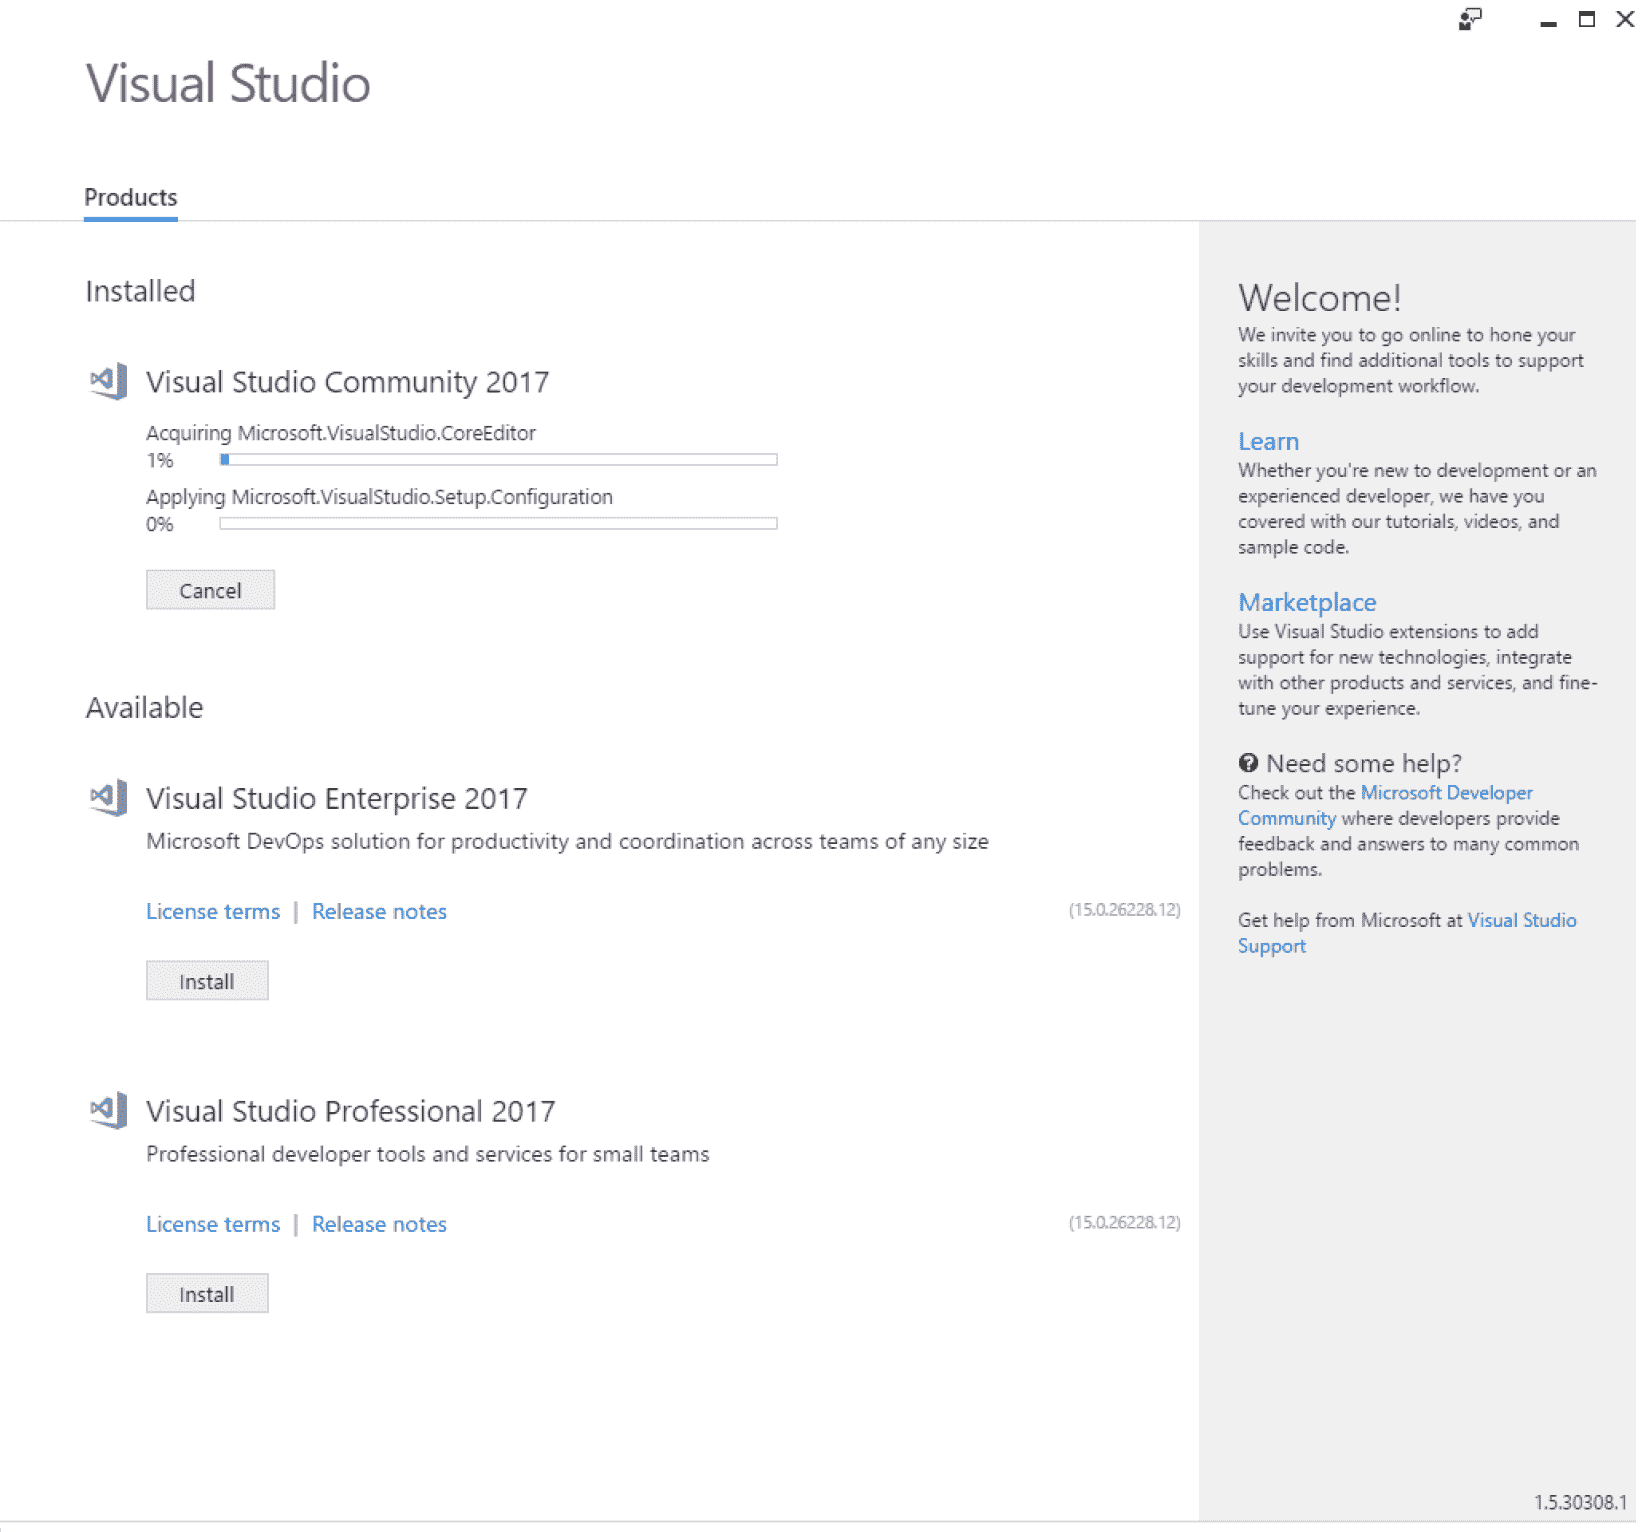 Visual Studio
Products
Installed
Visual Studio Community 2017
Acquiring Microsoft.VisualStudio.CoreEditor
1%
Applying Microsoft.VisualStudio.Setup.Configuration
0%
Cancel
Available
Visual Studio Enterprise 2017
Microsoft DevOps solution for productivity and coordination across teams of any size
License terms | Release notes
(15.0.26228.12)
Install
Visual Studio Professional 2017
Professional developer tools and services for small teams
License terms | Release notes
(15.0.26228.12)
Install
Welcome!
We invite you to go online to hone your
skills and find additional tools to support
your development workflow.
Learn
Whether you're new to development or an
experienced developer, we have you
covered with our tutorials, videos, and
sample code.
Marketplace
Use Visual Studio extensions to add
support for new technologies, integrate
with other products and services, and fine-
tune your experience.
Need some help?
Check out the Microsoft Developer
Community where developers provide
feedback and answers to many common
problems.
Get help from Microsoft at Visual Studio
Support
1.5.30308.1